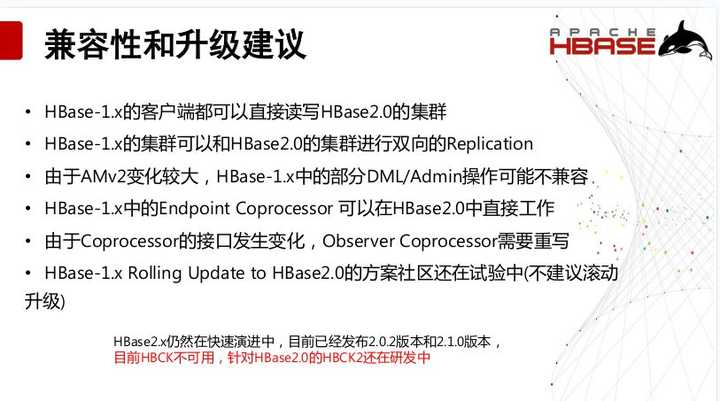 兼容性和升级建议
APACHE
HBASE
• HBase-1.x的客户端都可以直接读写HBase2.0的集群
• HBase-1.x的集群可以和HBase2.0的集群进行双向的Replication
• 由于AMv2变化较大，HBase-1.x中的部分DML/Admin操作可能不兼容
• HBase-1.x中的Endpoint Coprocessor 可以在HBase2.0中直接工作
• 由于Coprocessor的接口发生变化，Observer Coprocessor需要重写
• HBase-1.x Rolling Update to HBase2.0的方案社区还在试验中(不建议滚动
升级)
HBase2.x仍然在快速演进中，目前已经发布2.0.2版本和2.1.0版本，
目前HBCK不可用，针对HBase2.0的HBCK2还在研发中